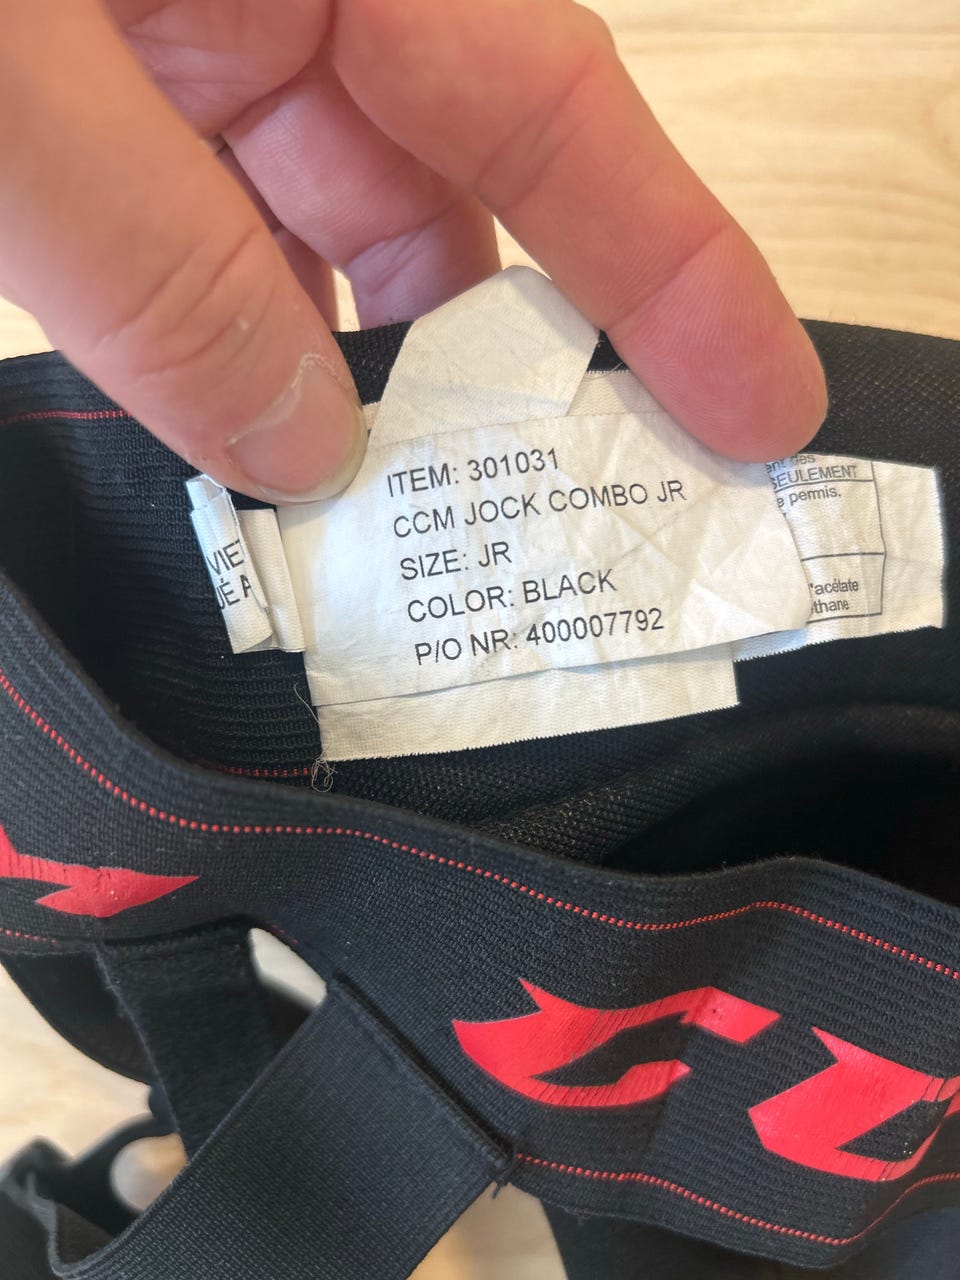 ITEM: 301031
CCM JOCK COMBO JR
SIZE: JR
COLOR: BLACK
P/O NR: 400007792
SEULEMENT
permis.